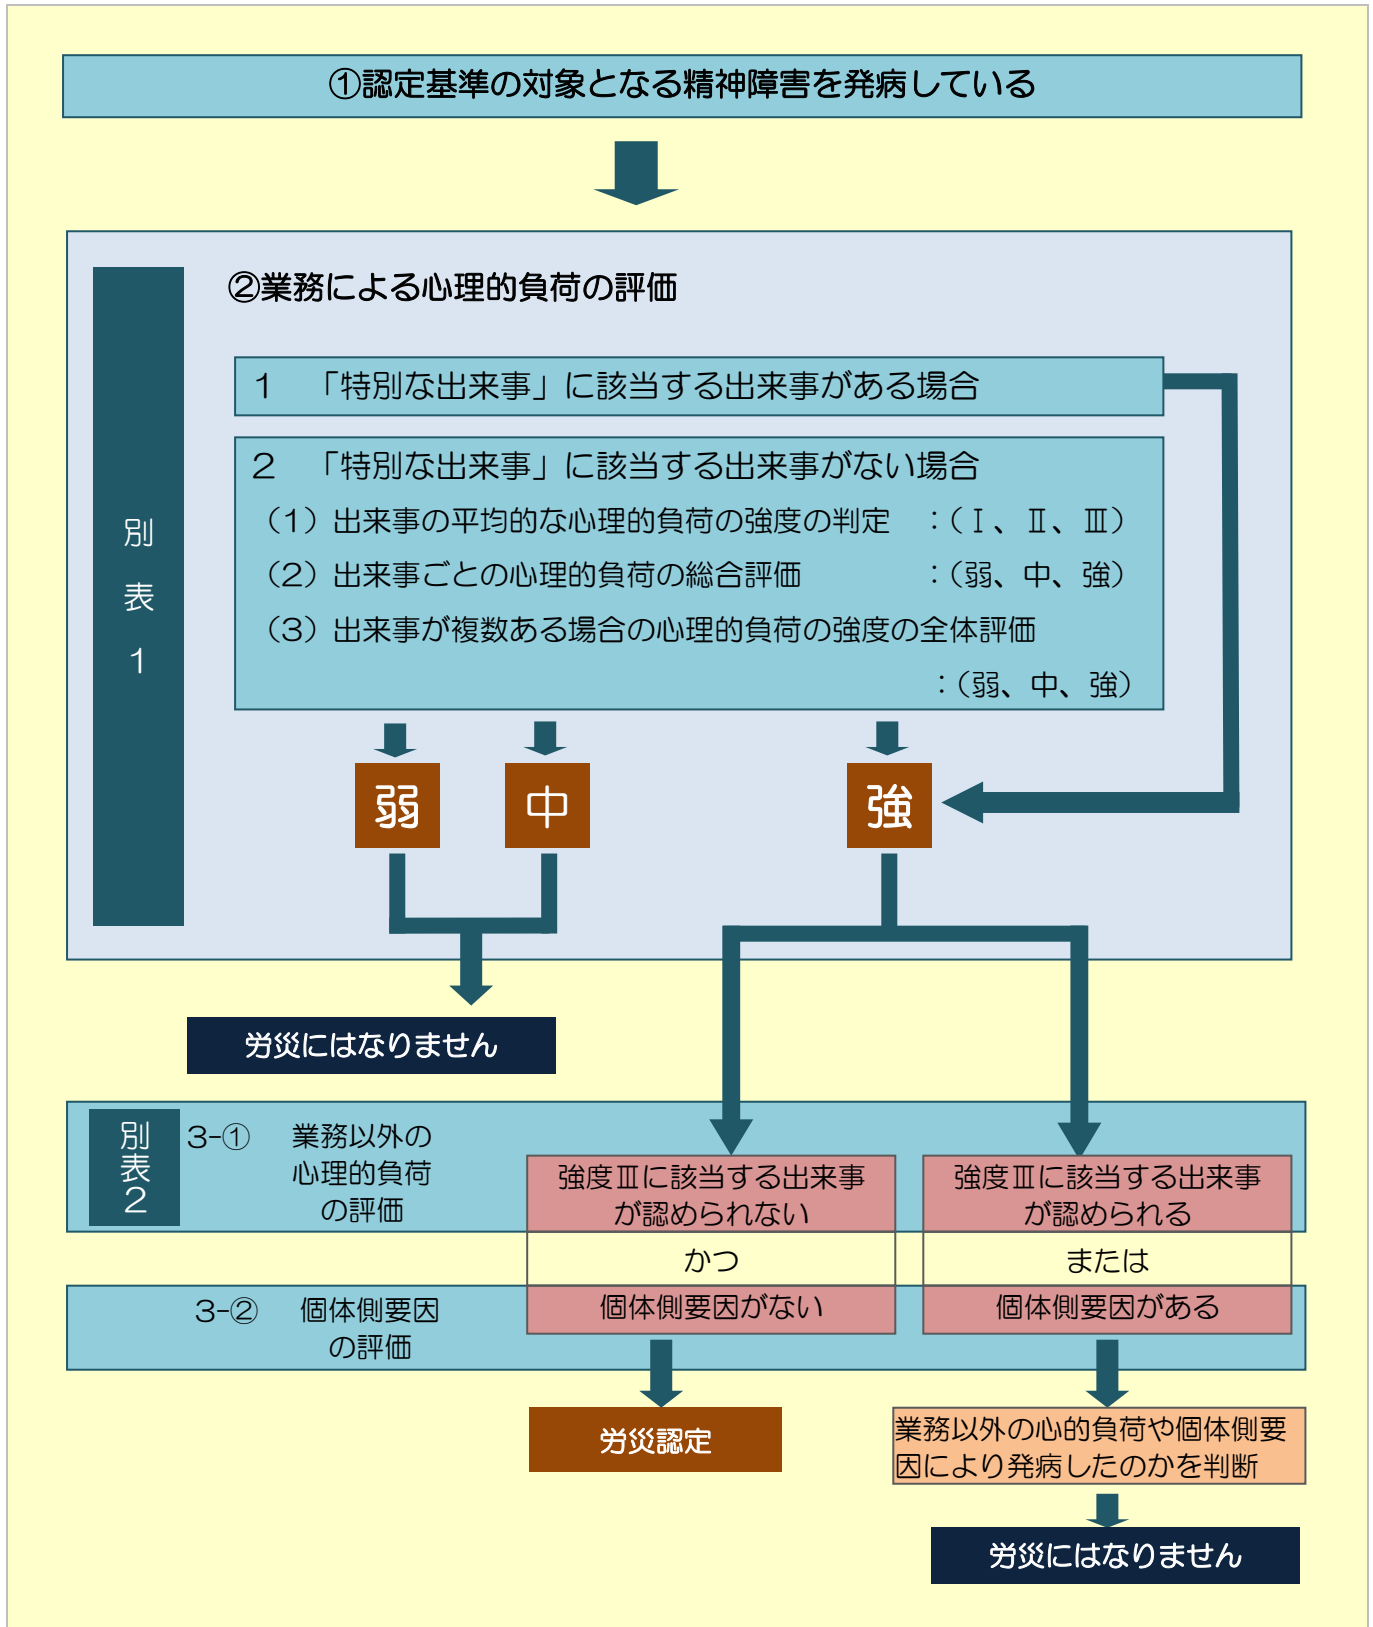 ①認定基準の対象となる精神障害を発病している
②業務による心理的負荷の評価
別
表
1
1　「特別な出来事」に該当する出来事がある場合
2　「特別な出来事」に該当する出来事がない場合
（1）出来事の平均的な心理的負荷の強度の判定　：（Ⅰ、Ⅱ、Ⅲ）
（2）出来事ごとの心理的負荷の総合評価　　　　：（弱、中、強）
（3）出来事が複数ある場合の心理的負荷の強度の全体評価
：（弱、中、強）
弱
中
強
労災にはなりません
別
表
2
3-①　業務以外の
心理的負荷
の評価
強度Ⅲに該当する出来事
が認められない
強度Ⅲに該当する出来事
が認められる
かつ
または
3-②　個体側要因
の評価
個体側要因がない
個体側要因がある
労災認定
業務以外の心的負荷や個体側要
因により発病したのかを判断
労災にはなりません